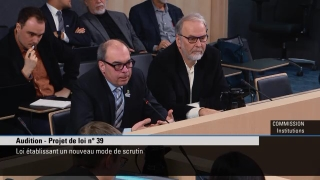 COMMISSION
Institutions
Audition - Projet de loi n° 39
Loi établissant un nouveau mode de scrutin